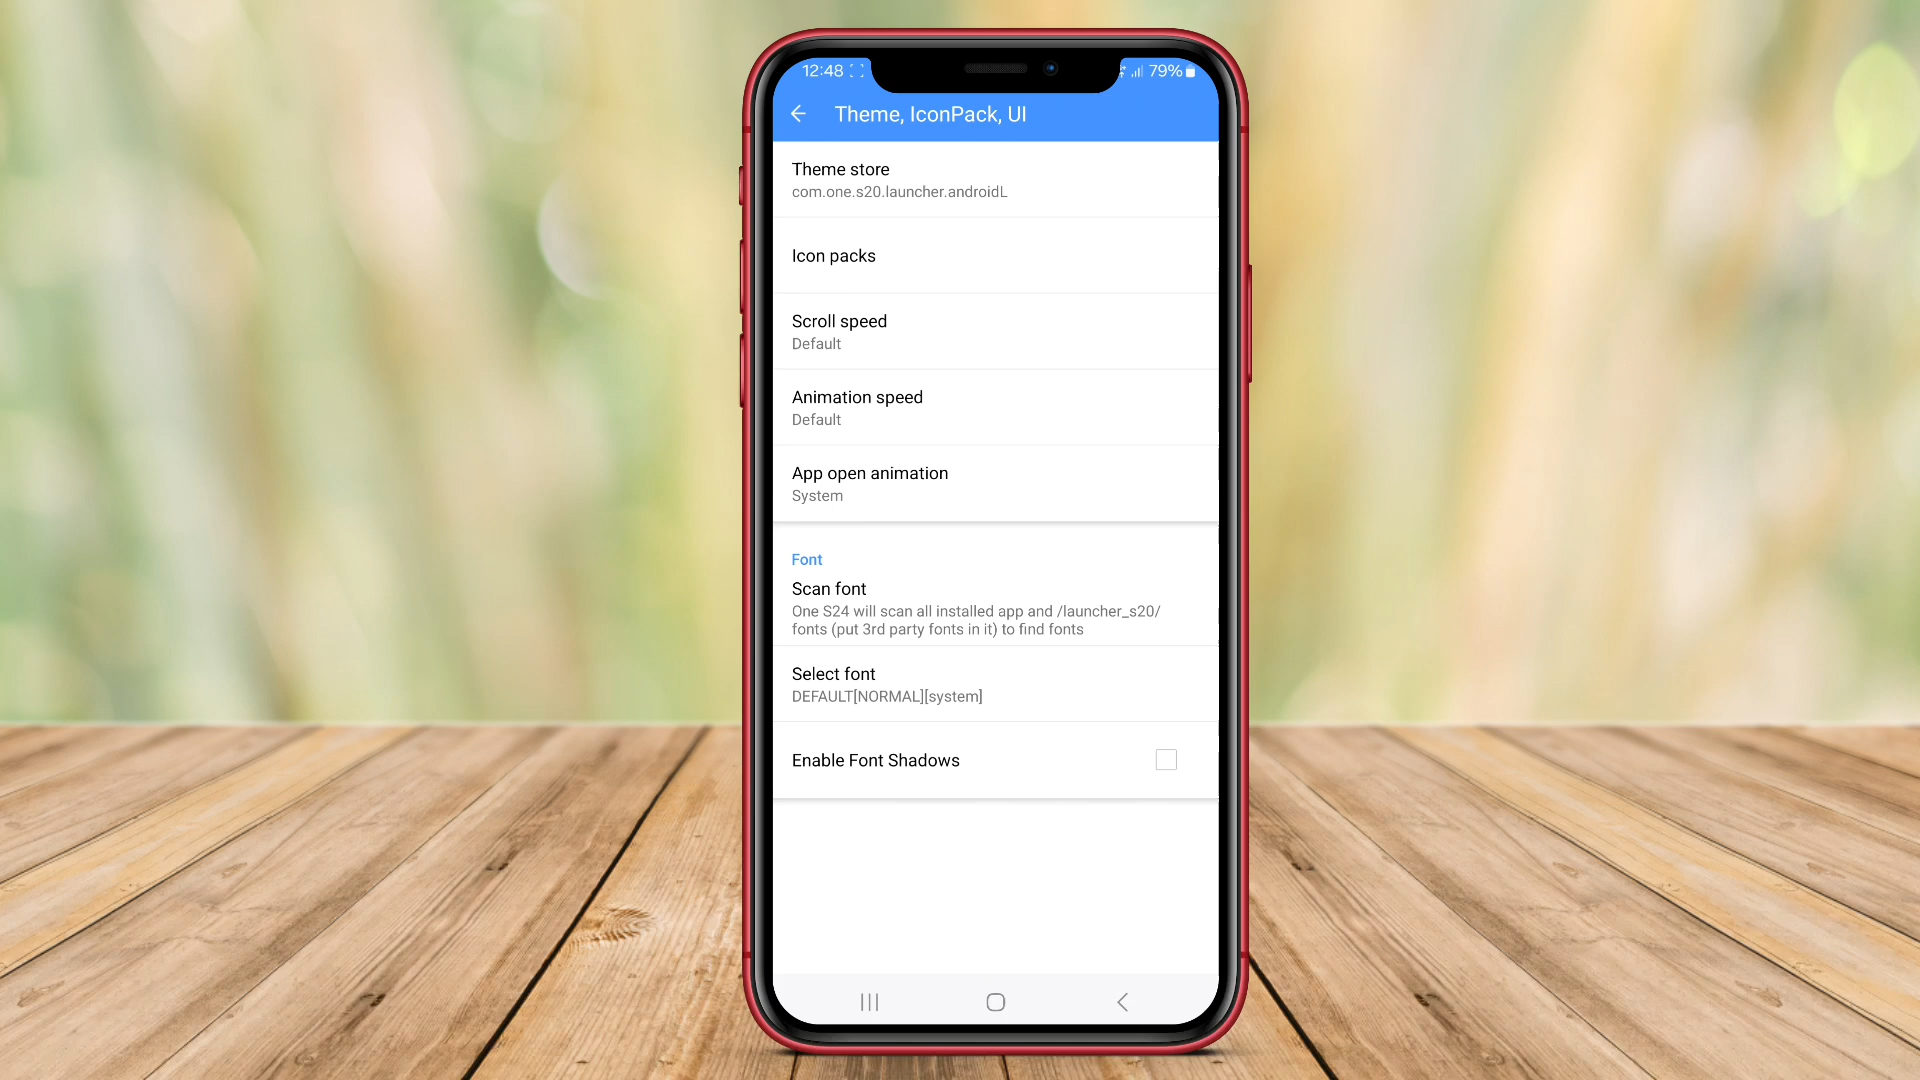 12:48 79%
Theme, IconPack, UI
Theme store
com.one.s20.launcher.androidL
Icon packs
Scroll speed
Default
Animation speed
Default
App open animation
System
Font
Scan font
One S24 will scan all installed app and /launcher_s20/
fonts (put 3rd party fonts in it) to find fonts
Select font
DEFAULT[NORMAL][system]
Enable Font Shadows